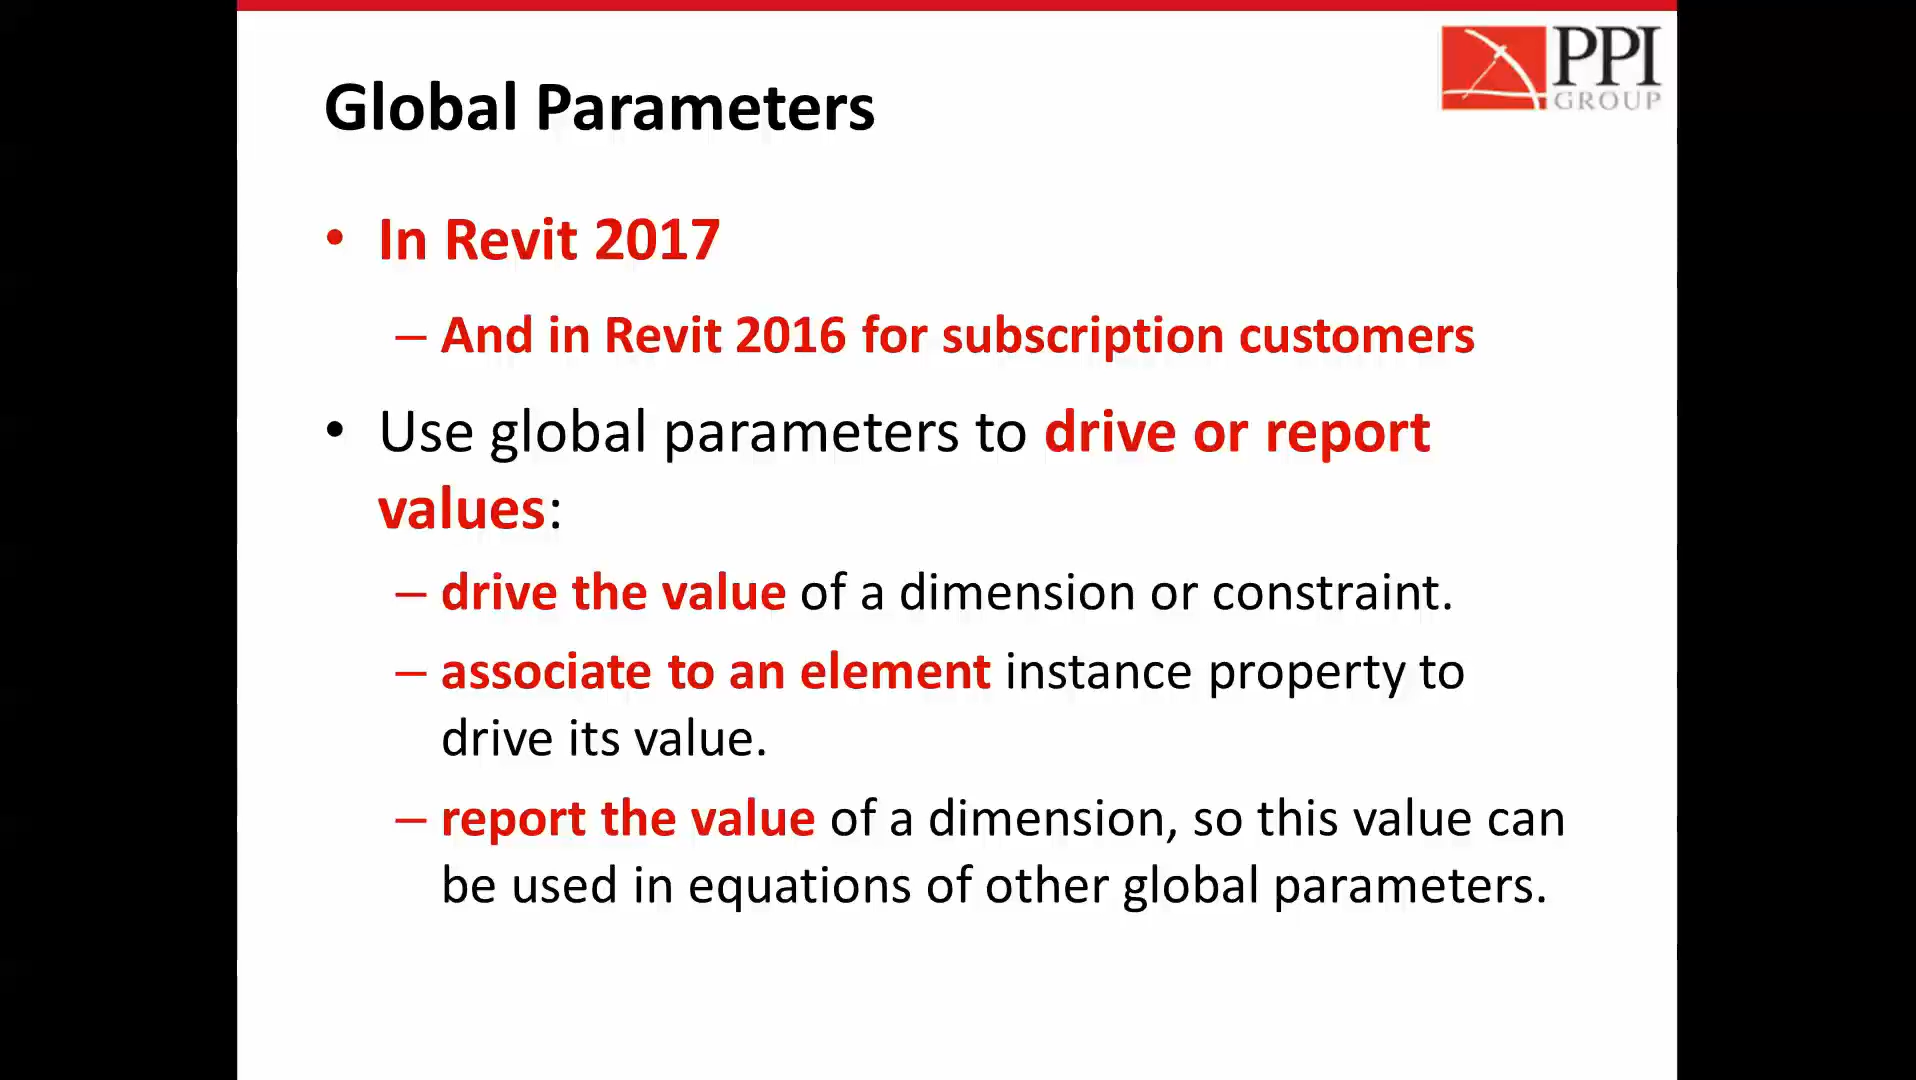 PPI
GROUP
Global Parameters
• In Revit 2017
– And in Revit 2016 for subscription customers
• Use global parameters to drive or report
values:
– drive the value of a dimension or constraint.
– associate to an element instance property to
drive its value.
– report the value of a dimension, so this value can
be used in equations of other global parameters.